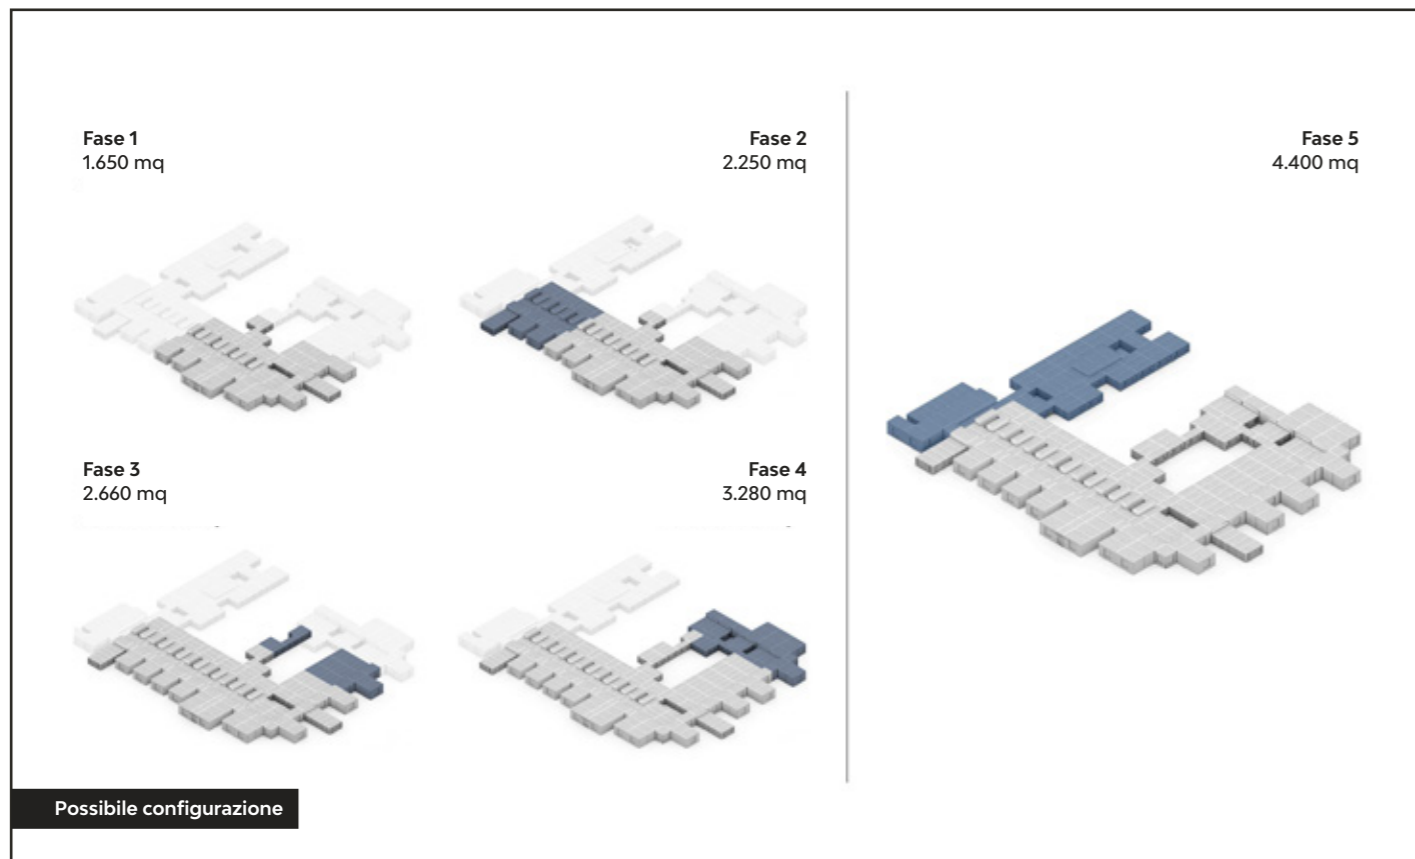 Fase 1
1.650 mq
Fase 2
2.250 mq
Fase 3
2.660 mq
Fase 4
3.280 mq
Fase 5
4.400 mq
Possibile configurazione